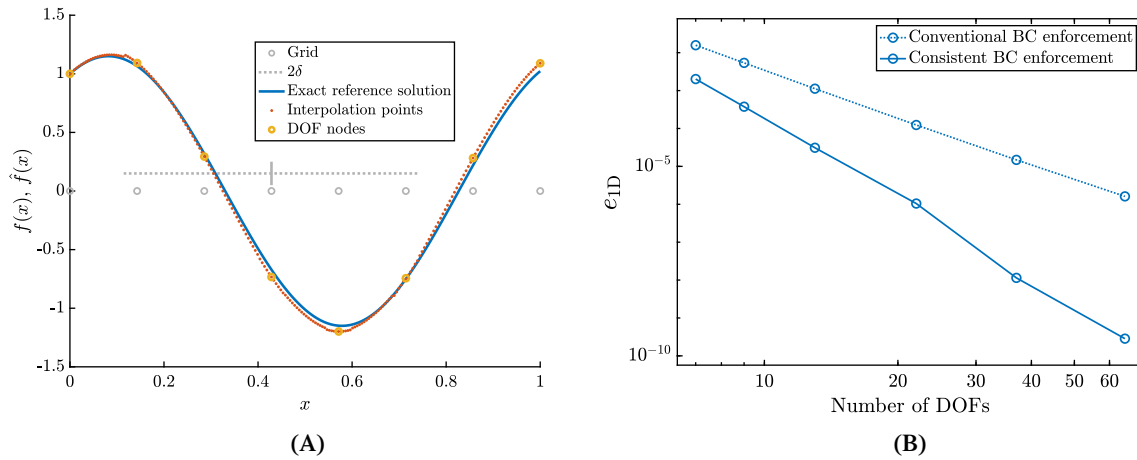 1.5
1
0.5
0
-0.5
-1
-1.5
f(x), f̂(x)
0
0.2
0.4
0.6
0.8
1
x
Grid
2δ
Exact reference solution
Interpolation points
DOF nodes
(A)
Conventional BC enforcement
Consistent BC enforcement
10⁻⁵
10⁻¹⁰
e₁D
10
20
30
40
50
60
Number of DOFs
(B)